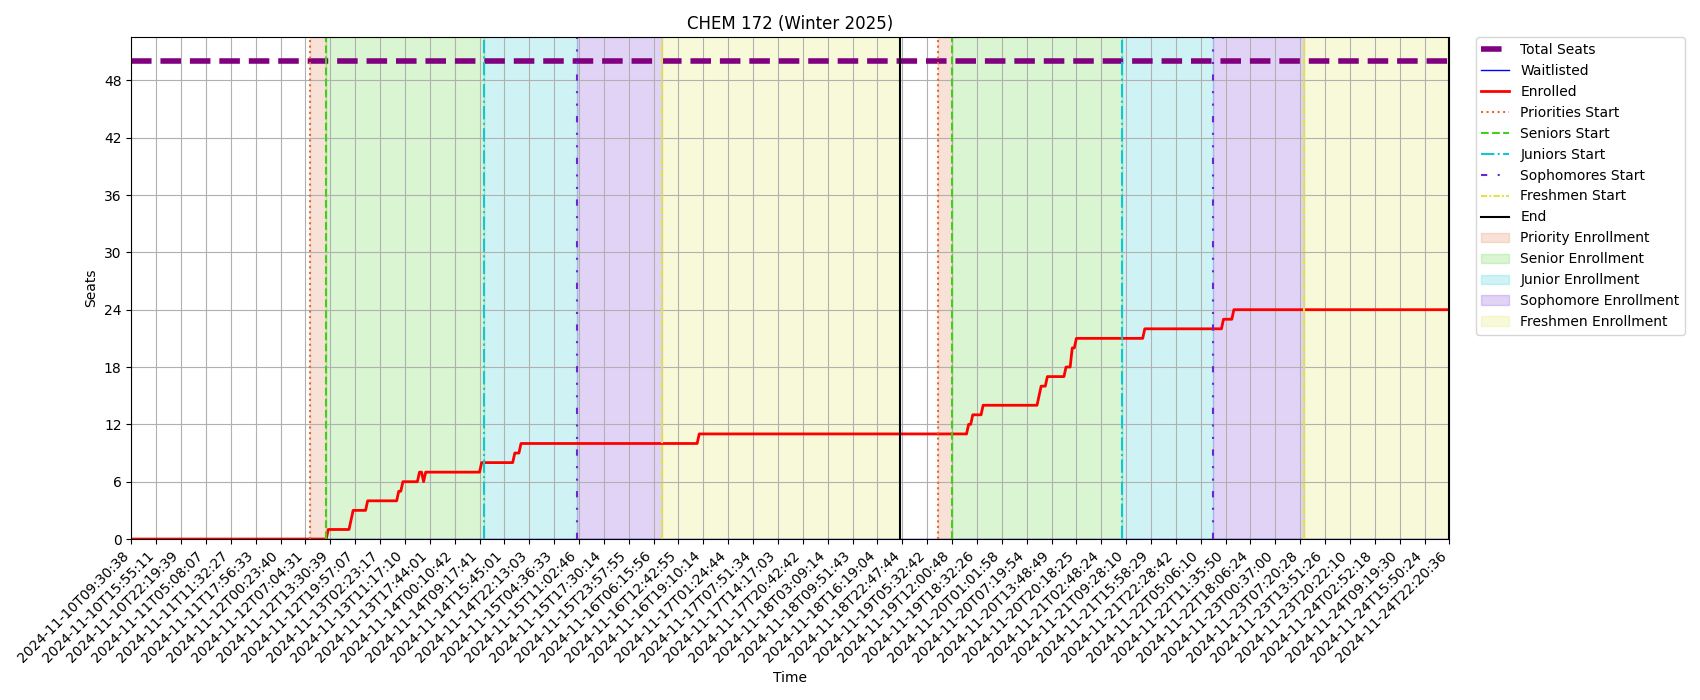 CHEM 172 (Winter 2025)
Total Seats
Waitlisted
Enrolled
Priorities Start
Seniors Start
Juniors Start
Sophomores Start
Freshmen Start
End
Priority Enrollment
Senior Enrollment
Junior Enrollment
Sophomore Enrollment
Freshmen Enrollment
Seats
48
42
36
30
24
18
12
6
0
2024-11-10T09:30:38
2024-11-10T15:55:11
2024-11-10T22:19:39
2024-11-11T05:08:07
2024-11-11T11:32:27
2024-11-11T17:56:33
2024-11-12T00:23:40
2024-11-12T07:04:31
2024-11-12T13:30:39
2024-11-12T19:57:07
2024-11-13T02:23:17
2024-11-13T11:17:10
2024-11-13T17:44:01
2024-11-14T00:10:42
2024-11-14T09:17:41
2024-11-14T15:45:01
2024-11-14T22:13:03
2024-11-15T04:36:33
2024-11-15T11:02:46
2024-11-15T17:30:14
2024-11-15T23:57:55
2024-11-16T06:15:56
2024-11-16T12:42:55
2024-11-16T19:10:14
2024-11-17T01:24:44
2024-11-17T07:51:34
2024-11-17T14:17:03
2024-11-17T20:42:42
2024-11-18T03:09:14
2024-11-18T09:51:43
2024-11-18T16:19:04
2024-11-18T22:47:44
2024-11-19T05:32:42
2024-11-19T12:00:48
2024-11-19T18:32:26
2024-11-20T01:01:58
2024-11-20T07:19:54
2024-11-20T13:48:49
2024-11-20T20:18:25
2024-11-21T02:48:24
2024-11-21T09:28:10
2024-11-21T15:58:29
2024-11-21T22:28:42
2024-11-22T05:06:10
2024-11-22T11:35:50
2024-11-22T18:06:24
2024-11-23T00:37:00
2024-11-23T07:20:28
2024-11-23T13:51:26
2024-11-23T20:22:10
2024-11-24T02:52:18
2024-11-24T09:19:30
2024-11-24T15:50:24
2024-11-24T22:20:36
Time